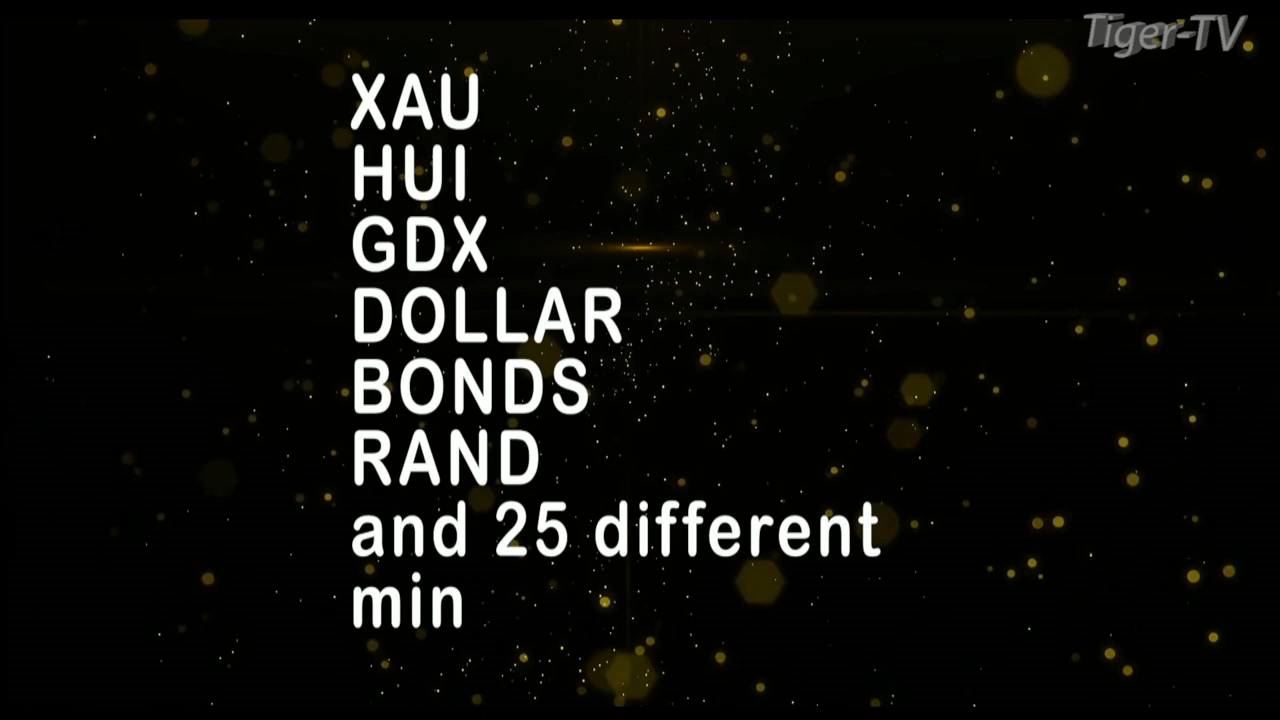 Tiger-TV
XAU
HUI
GDX
DOLLAR
BONDS
RAND
and 25 different
min